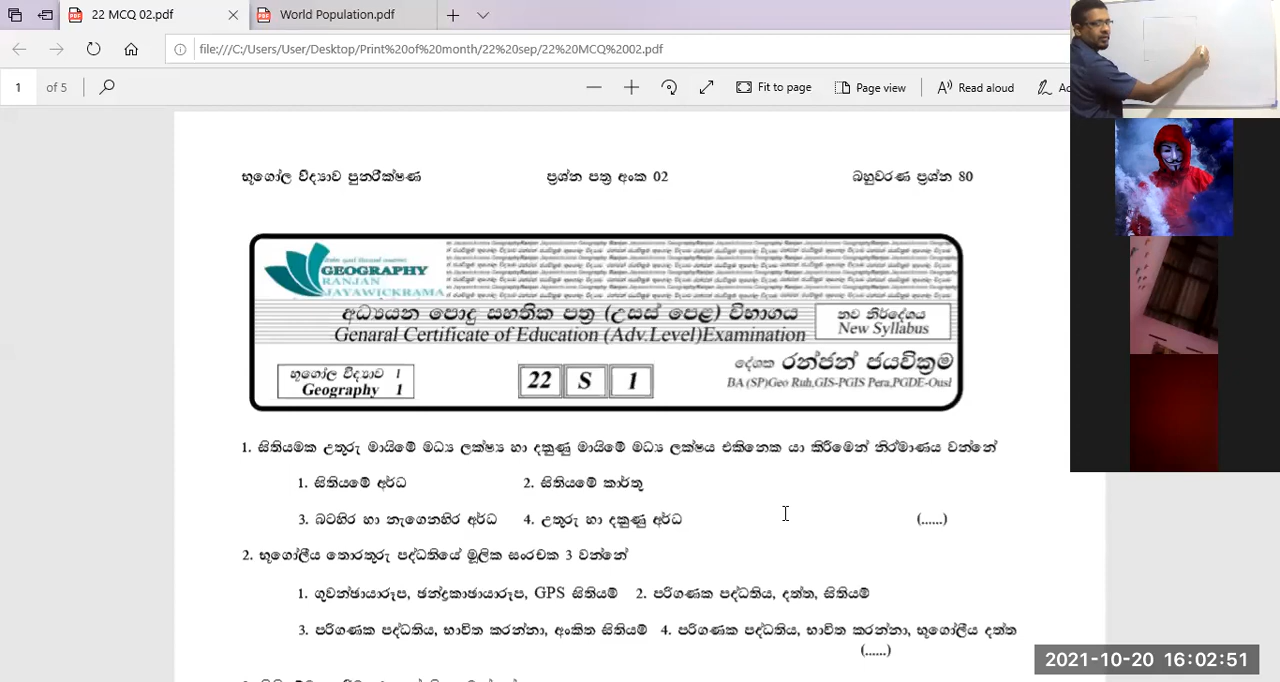 22 MCQ 02.pdf
World Population.pdf
file:///C:/Users/User/Desktop/Print%20of%20month/22%20sep/22%20MCQ%2002.pdf
1 of 5
Fit to page
Page view
Read aloud
භූගෝල විද්‍යාව පුනරීක්ෂණ ප්‍රශ්න පත්‍ර අංක 02 බහුවරණ ප්‍රශ්න 80
GEOGRAPHY
RANJAN
JAYAWICKRAMA
අධ්‍යයන පොදු සහතික පත්‍ර (උසස් පෙළ) විභාගය
Genaral Certificate of Education (Adv.Level)Examination
නව නිර්දේශය
New Syllabus
භූගෝල විද්‍යාව 1
Geography 1
22 S 1
දේශක රන්ජන් ජයවික්‍රම
BA (SP)Geo Ruh,GIS-PGIS Pera,PGDE-Ousl
1. සිතියමක උතුරු මායිමේ මධ්‍ය ලක්ෂ්‍ය හා දකුණු මායිමේ මධ්‍ය ලක්ෂය එකිනෙක යා කිරීමෙන් නිර්මාණය වන්නේ
1. සිතියමේ අර්ධ 2. සිතියමේ කාර්තූ
3. බටහිර හා නැගෙනහිර අර්ධ 4. උතුරු හා දකුණු අර්ධ (......)
2. භූගෝලීය තොරතුරු පද්ධතියේ මූලික සංරචක 3 වන්නේ
1. ගුවන්ඡායාරූප, ඡන්ද්‍රකාඡායාරූප, GPS සිතියම් 2. පරිගණක පද්ධතිය, දත්ත, සිතියම්
3. පරිගණක පද්ධතිය, භාවිත කරන්නා, අංකිත සිතියම් 4. පරිගණක පද්ධතිය, භාවිත කරන්නා, භූගෝලීය දත්ත
(......)
2021-10-20 16:02:51